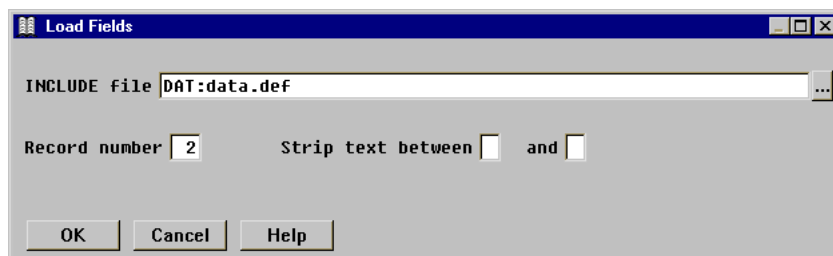 Load Fields
INCLUDE file DAT:data.def ...
Record number 2 Strip text between and
OK Cancel Help